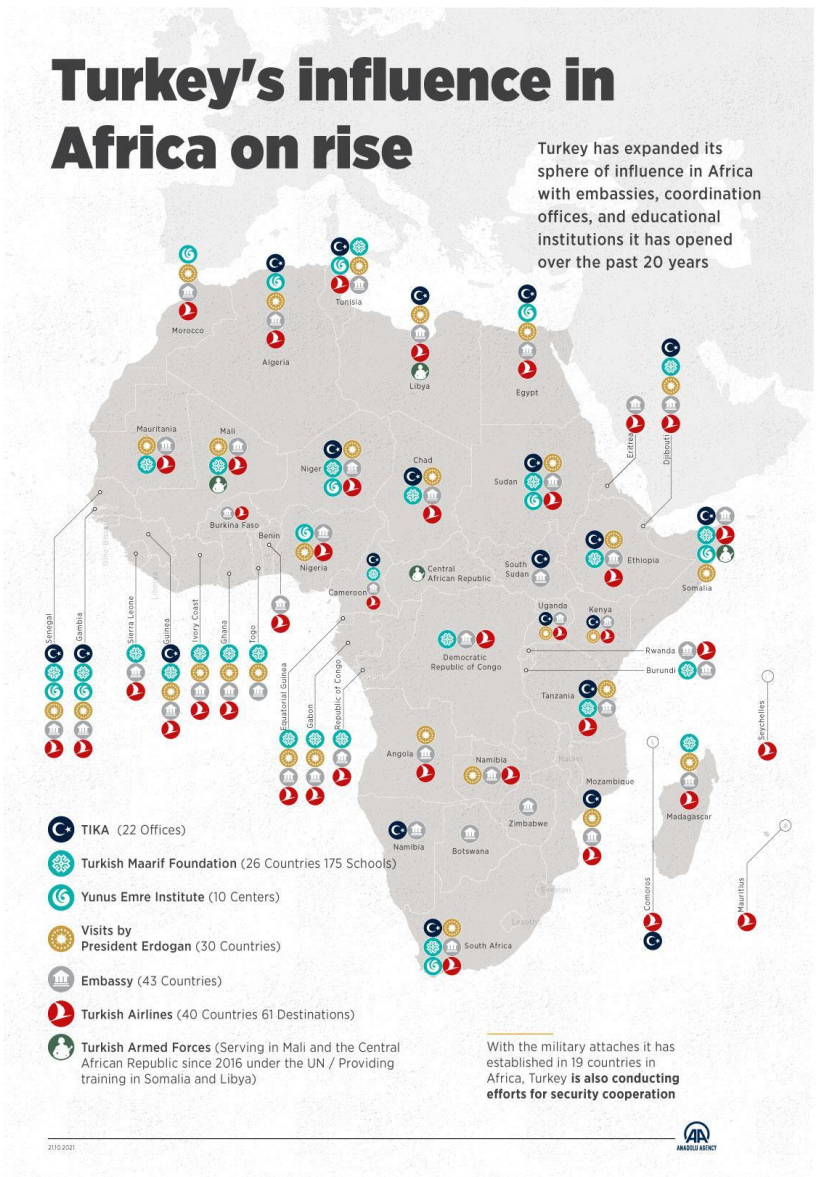 Turkey's influence in
Africa on rise
Turkey has expanded its
sphere of influence in Africa
with embassies, coordination
offices, and educational
institutions it has opened
over the past 20 years
Morocco
Algeria
Tunisia
Libya
Egypt
Eritrea
Djibouti
Mauritania
Mali
Niger
Chad
Sudan
Burkina Faso
Benin
Nigeria
Cameroon
Central
African Republic
South
Sudan
Ethiopia
Somalia
Senegal
Gambia
Sierra Leone
Liberia
Guinea
Ivory Coast
Ghana
Togo
Equatorial Guinea
Gabon
Republic of Congo
Democratic
Republic of Congo
Uganda
Kenya
Rwanda
Burundi
Tanzania
Seychelles
Angola
Namibia
Malawi
Mozambique
Madagascar
Namibia
Botswana
Zimbabwe
Comoros
Mauritius
Lesotho
South Africa
TIKA (22 Offices)
Turkish Maarif Foundation (26 Countries 175 Schools)
Yunus Emre Institute (10 Centers)
Visits by
President Erdogan (30 Countries)
Embassy (43 Countries)
Turkish Airlines (40 Countries 61 Destinations)
Turkish Armed Forces (Serving in Mali and the Central
African Republic since 2016 under the UN / Providing
training in Somalia and Libya)
With the military attaches it has
established in 19 countries in
Africa, Turkey is also conducting
efforts for security cooperation
21.10.2021
AA
ANADOLU AGENCY